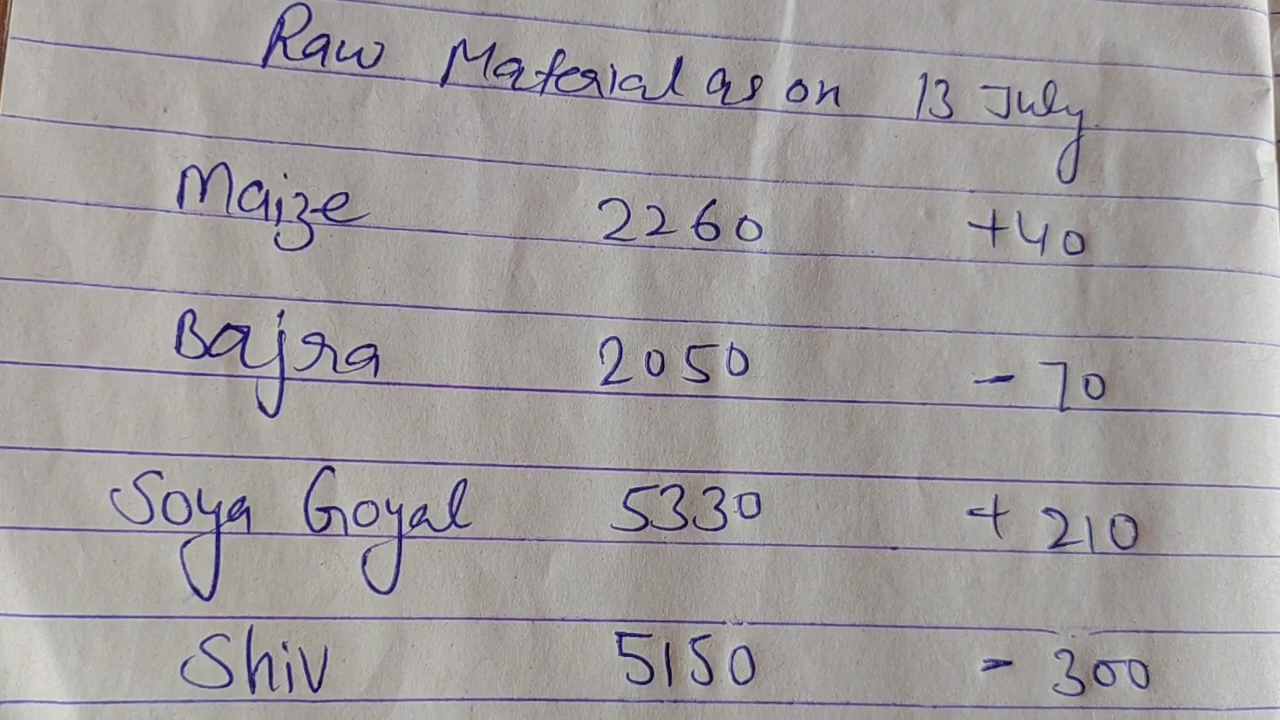 Raw Material as on 13 July
Maize 2260 +40
Bajra 2050 - 70
Soya Goyal 5330 + 210
Shiv 5150 - 300